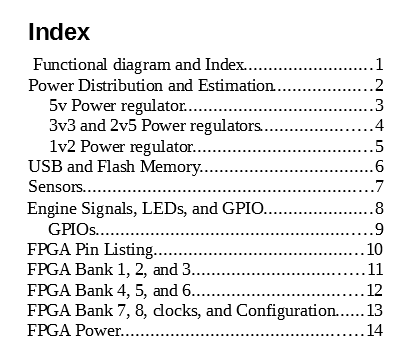 Index
Functional diagram and Index........................1
Power Distribution and Estimation...................2
5v Power regulator..................................3
3v3 and 2v5 Power regulators........................4
1v2 Power regulator.................................5
USB and Flash Memory................................6
Sensors.............................................7
Engine Signals, LEDs, and GPIO......................8
GPIOs...............................................9
FPGA Pin Listing....................................10
FPGA Bank 1, 2, and 3...............................11
FPGA Bank 4, 5, and 6...............................12
FPGA Bank 7, 8, clocks, and Configuration......13
FPGA Power..........................................14